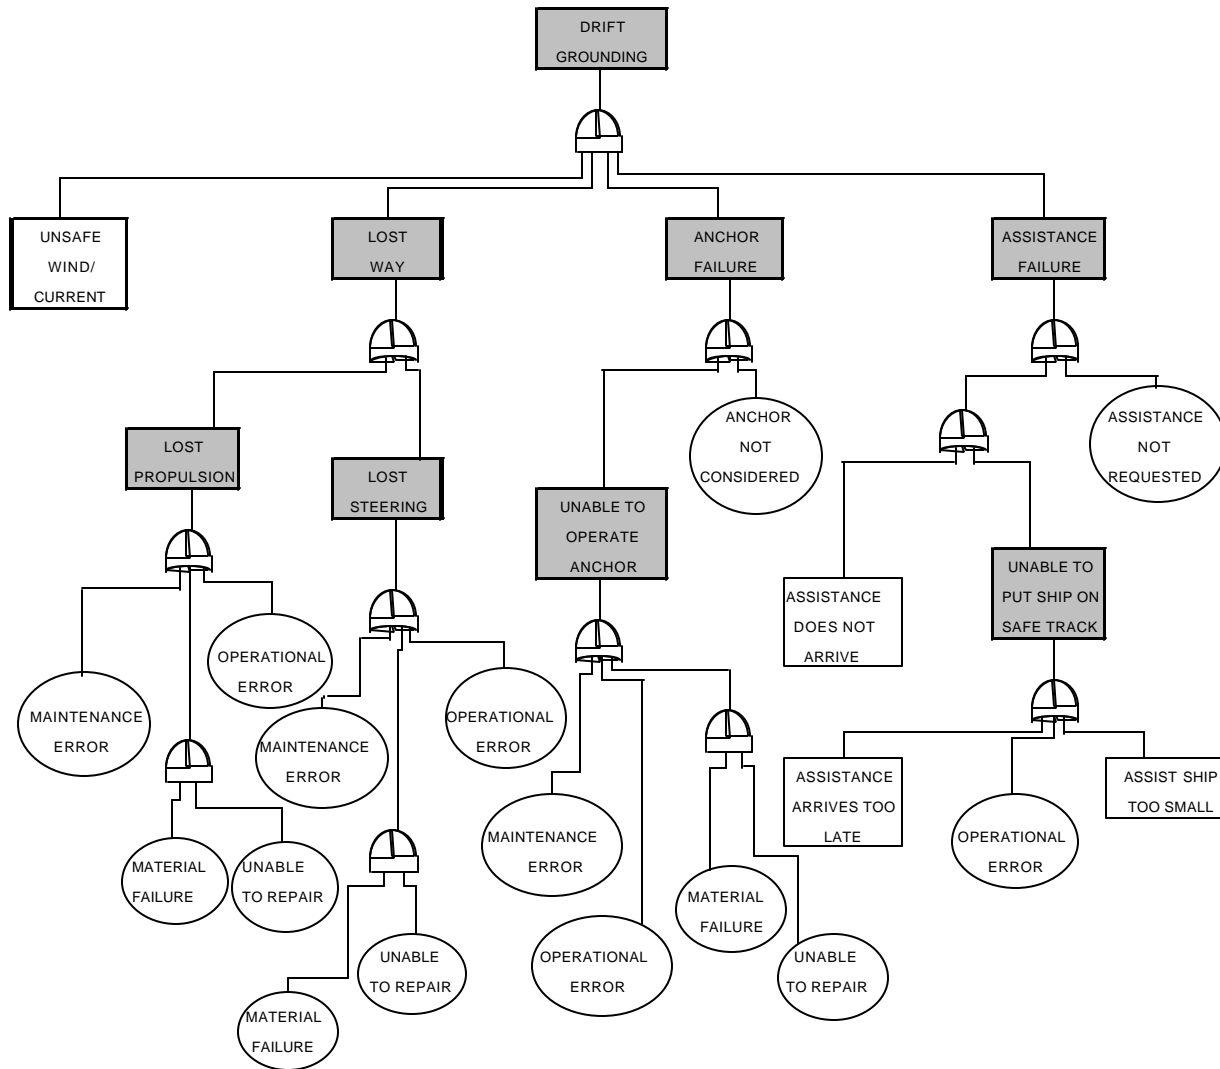 DRIFT
GROUNDING
UNSAFE
WIND/
CURRENT
LOST
WAY
ANCHOR
FAILURE
ASSISTANCE
FAILURE
LOST
PROPULSION
LOST
STEERING
UNABLE TO
OPERATE
ANCHOR
ANCHOR
NOT
CONSIDERED
ASSISTANCE
NOT
REQUESTED
ASSISTANCE
DOES NOT
ARRIVE
UNABLE TO
PUT SHIP ON
SAFE TRACK
MAINTENANCE
ERROR
OPERATIONAL
ERROR
MAINTENANCE
ERROR
OPERATIONAL
ERROR
MATERIAL
FAILURE
UNABLE
TO REPAIR
MATERIAL
FAILURE
UNABLE
TO REPAIR
MAINTENANCE
ERROR
OPERATIONAL
ERROR
MATERIAL
FAILURE
UNABLE
TO REPAIR
ASSISTANCE
ARRIVES TOO
LATE
OPERATIONAL
ERROR
ASSIST SHIP
TOO SMALL